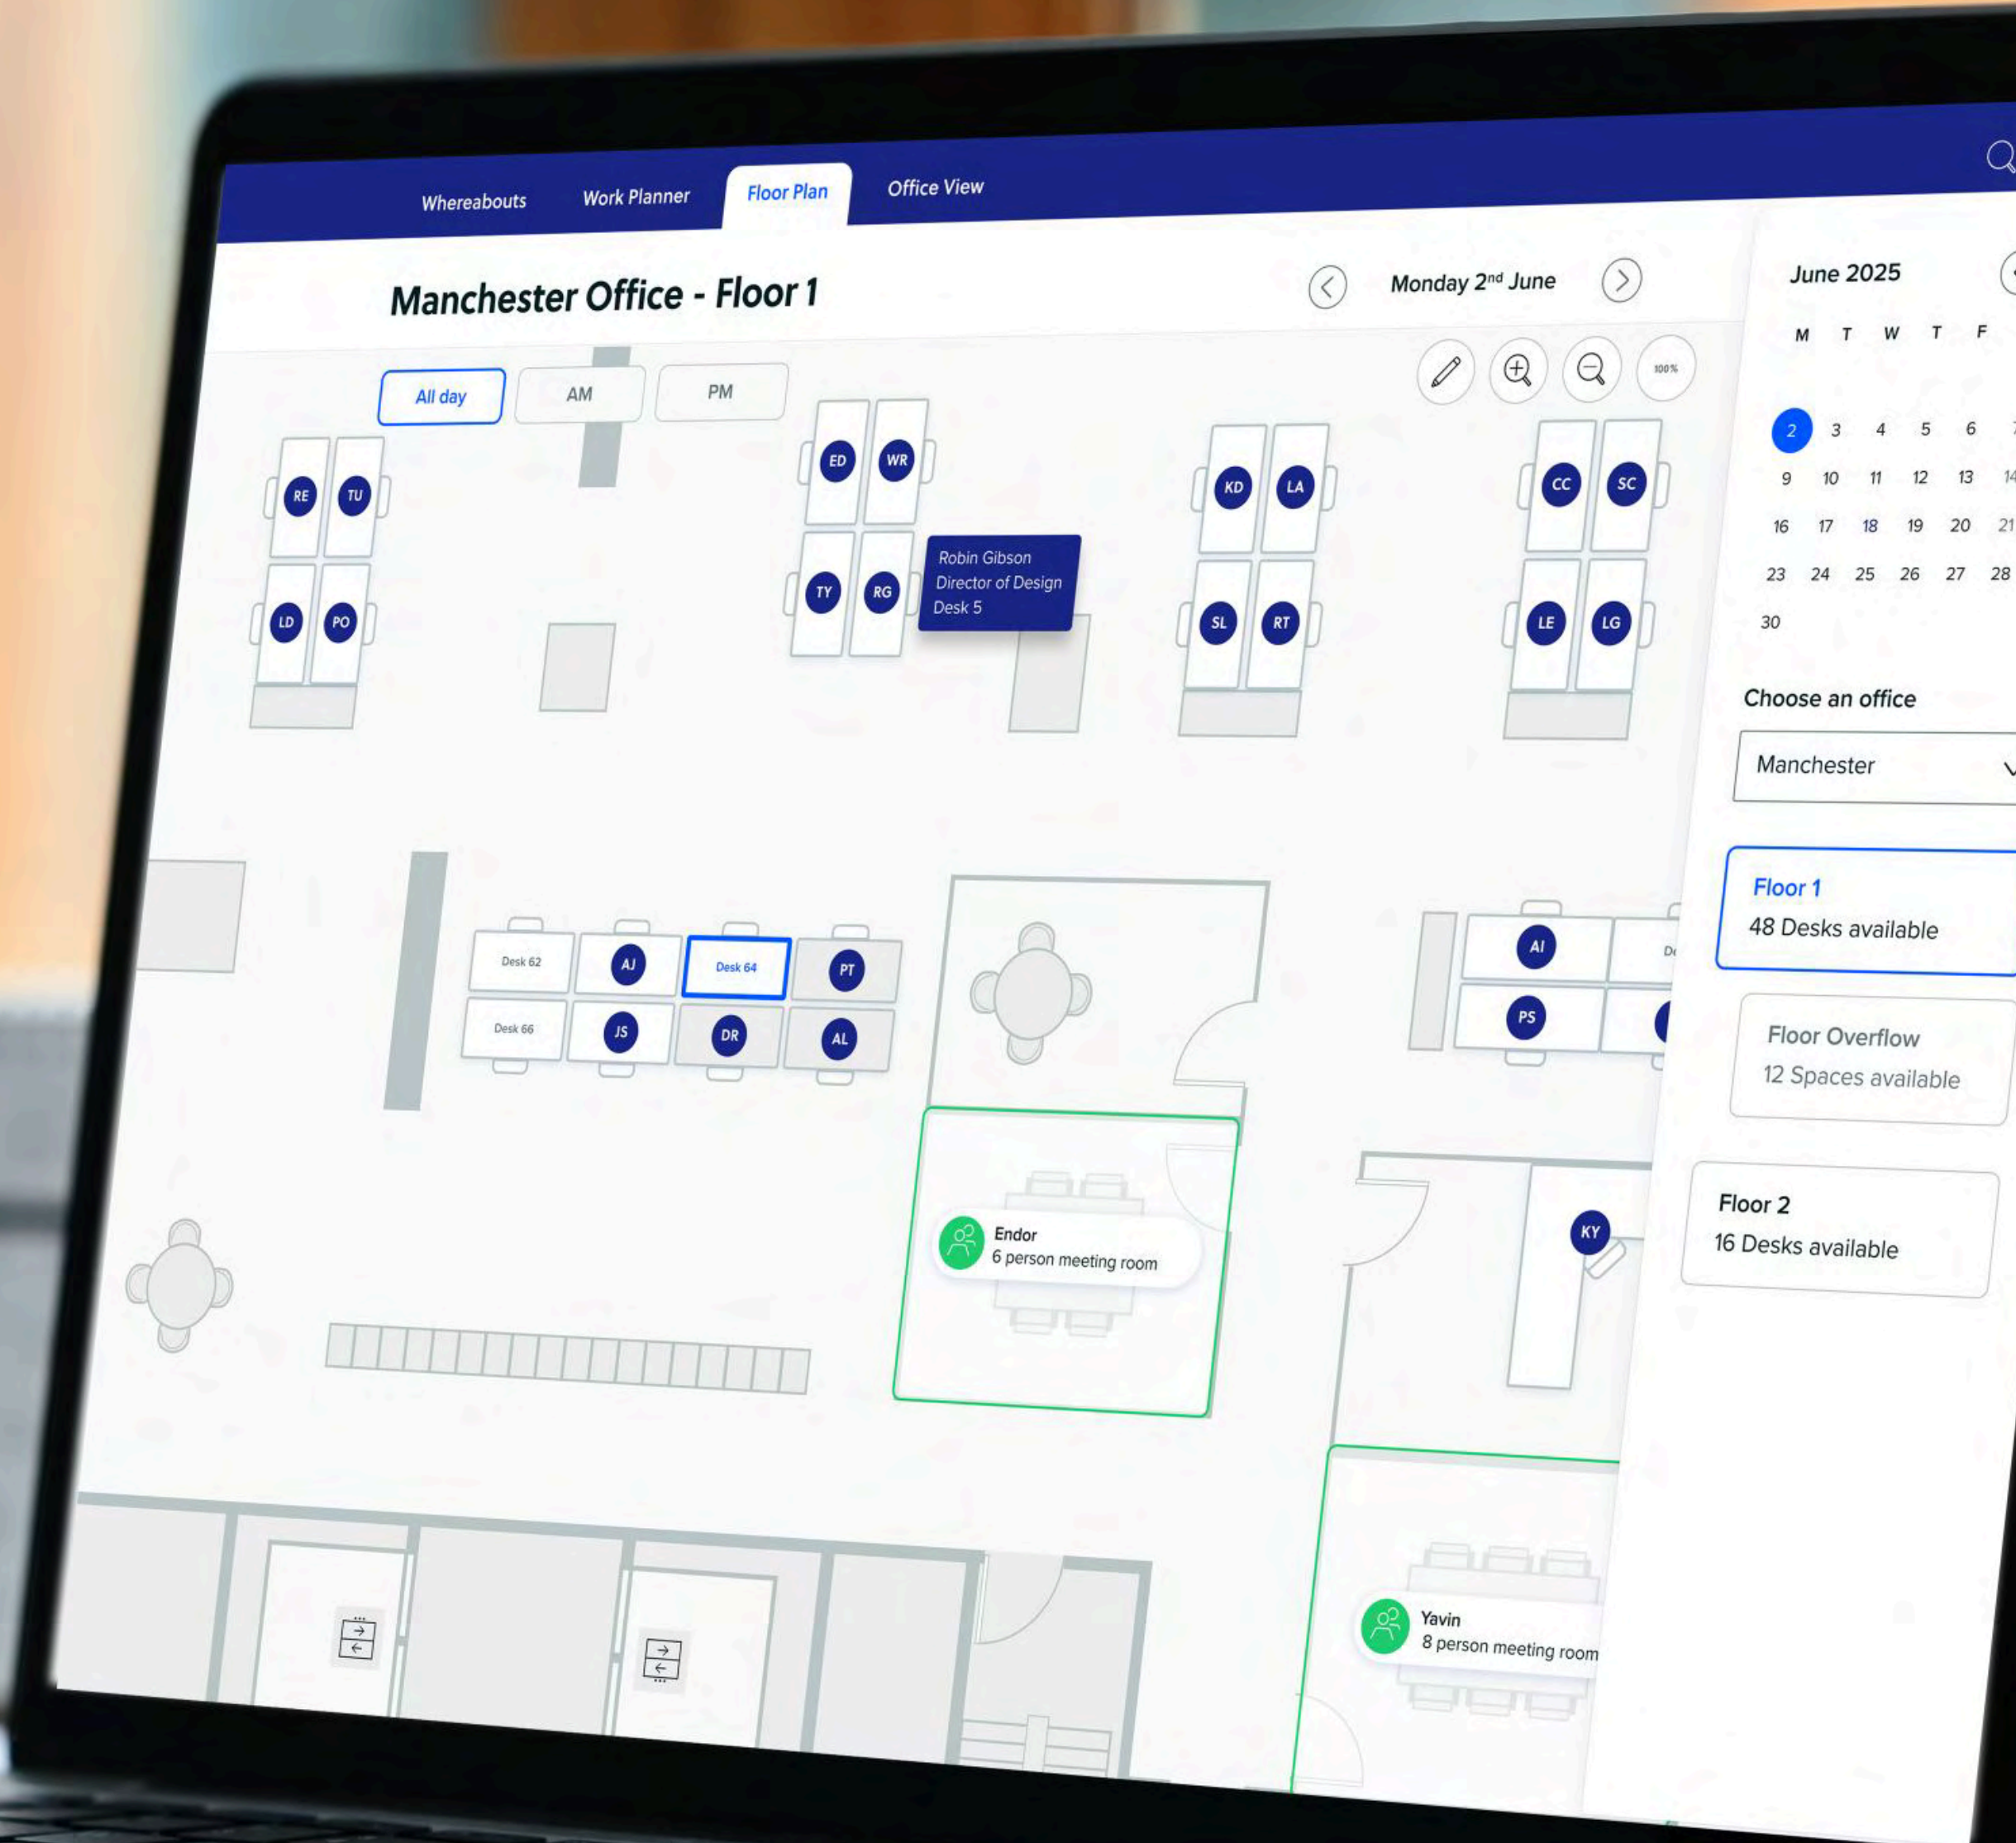 Whereabouts
Work Planner
Floor Plan
Office View
Manchester Office - Floor 1
Monday 2nd June
All day
AM
PM
100%
RE
TU
LD
PO
ED
WR
TY
RG
Robin Gibson
Director of Design
Desk 5
KD
LA
SL
RT
CC
SC
LE
LG
Desk 62
AJ
Desk 64
PT
Desk 66
JS
DR
AL
AI
PS
Endor
6 person meeting room
KY
Yavin
8 person meeting room
June 2025
M T W T F
2 3 4 5 6
9 10 11 12 13 14
16 17 18 19 20 21
23 24 25 26 27 28
30
Choose an office
Manchester
Floor 1
48 Desks available
Floor Overflow
12 Spaces available
Floor 2
16 Desks available